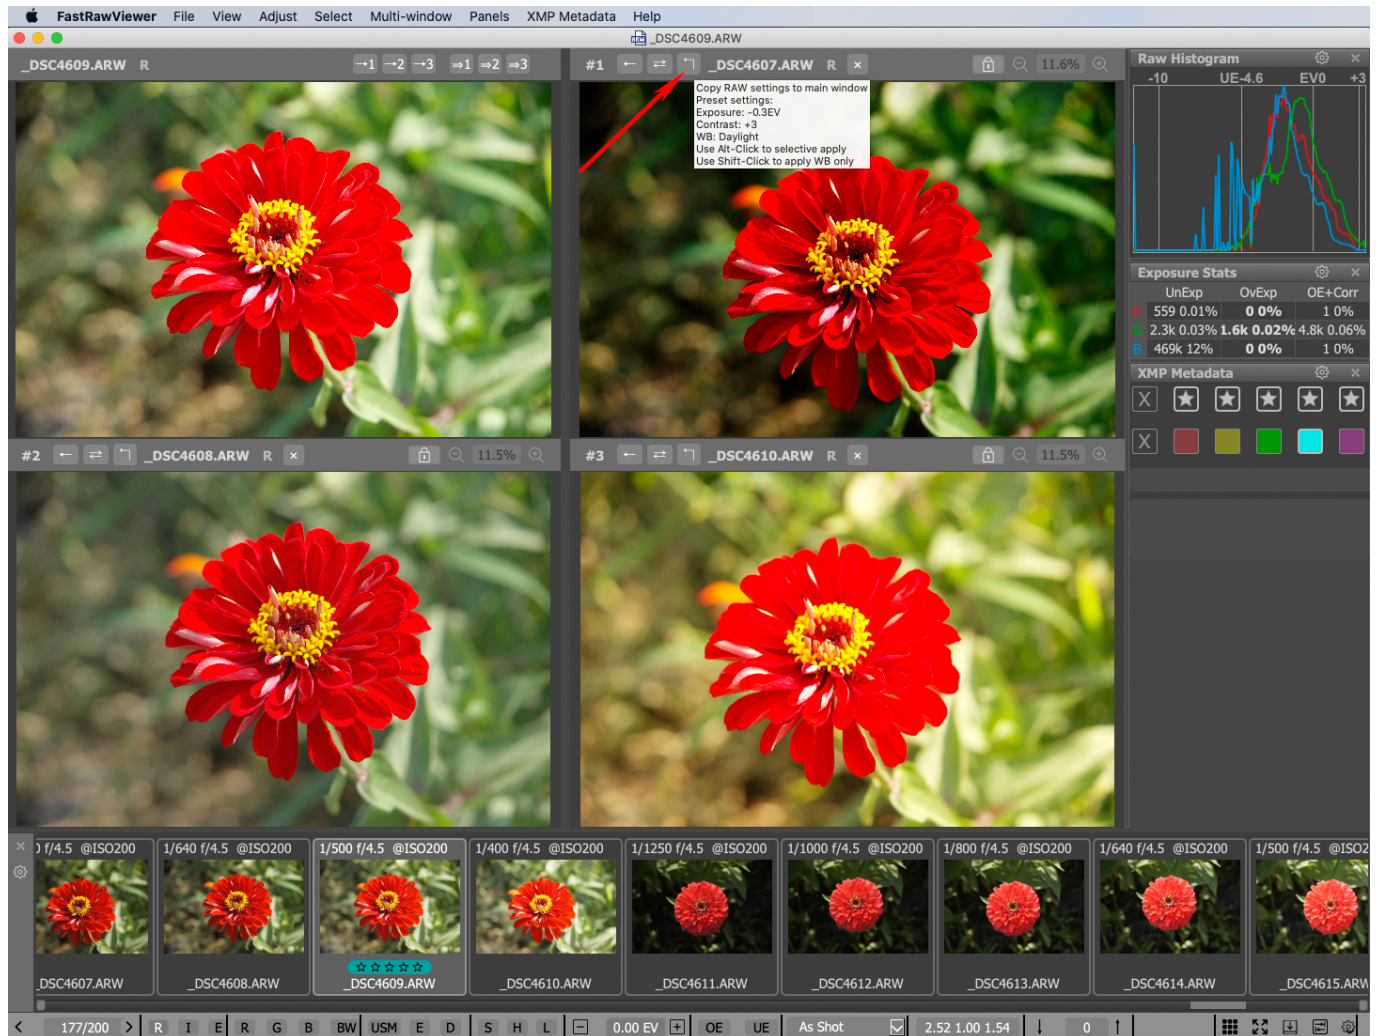 FastRawViewer File View Adjust Select Multi-window Panels XMP Metadata Help
_DSC4609.ARW
_DSC4609.ARW R →1 →2 →3 ⇒1 ⇒2 ⇒3
#1 _DSC4607.ARW R × 11.6%
Copy RAW settings to main window
Preset settings:
Exposure: -0.3EV
Contrast: +3
WB: Daylight
Use Alt-Click to selective apply
Use Shift-Click to apply WB only
Raw Histogram
-10 UE-4.6 EV0 +3
Exposure Stats
UnExp OvExp OE+Corr
R 559 0.01% 0 0% 1 0%
G 2.3k 0.03% 1.6k 0.02% 4.8k 0.06%
B 469k 12% 0 0% 1 0%
XMP Metadata
X
X
#2 _DSC4608.ARW R × 11.5%
#3 _DSC4610.ARW R × 11.5%
f/4.5 @ISO200
1/640 f/4.5 @ISO200
1/500 f/4.5 @ISO200
1/400 f/4.5 @ISO200
1/1250 f/4.5 @ISO200
1/1000 f/4.5 @ISO200
1/800 f/4.5 @ISO200
1/640 f/4.5 @ISO200
1/500 f/4.5 @ISO2
_DSC4607.ARW
_DSC4608.ARW
_DSC4609.ARW
_DSC4610.ARW
_DSC4611.ARW
_DSC4612.ARW
_DSC4613.ARW
_DSC4614.ARW
_DSC4615.ARW
177/200 R I E R G B BW USM E D S H L 0.00 EV OE UE As Shot 2.52 1.00 1.54 0